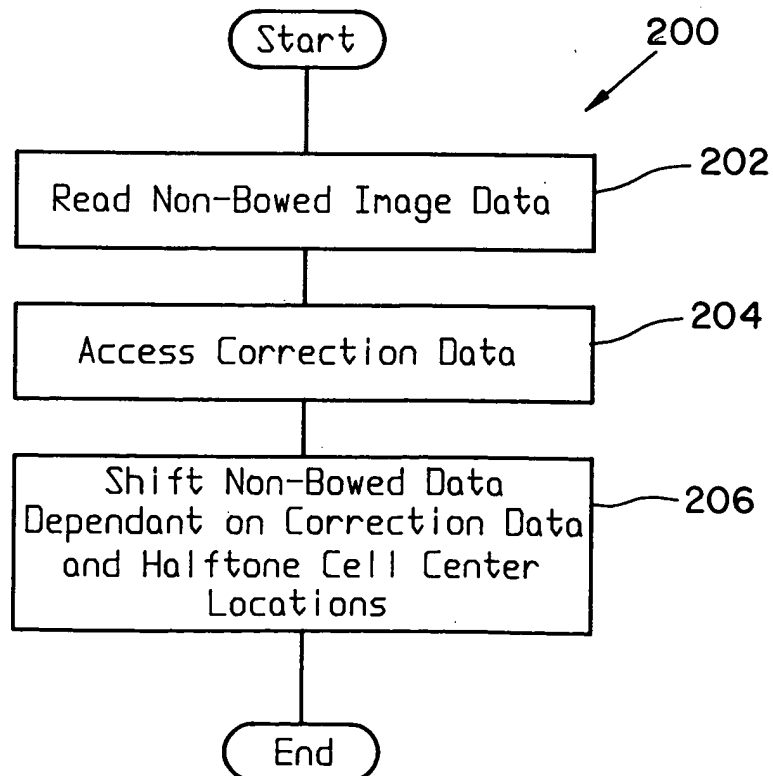 Start
200
Read Non-Bowed Image Data
202
Access Correction Data
204
Shift Non-Bowed Data
Dependant on Correction Data
and Halftone Cell Center
Locations
206
End